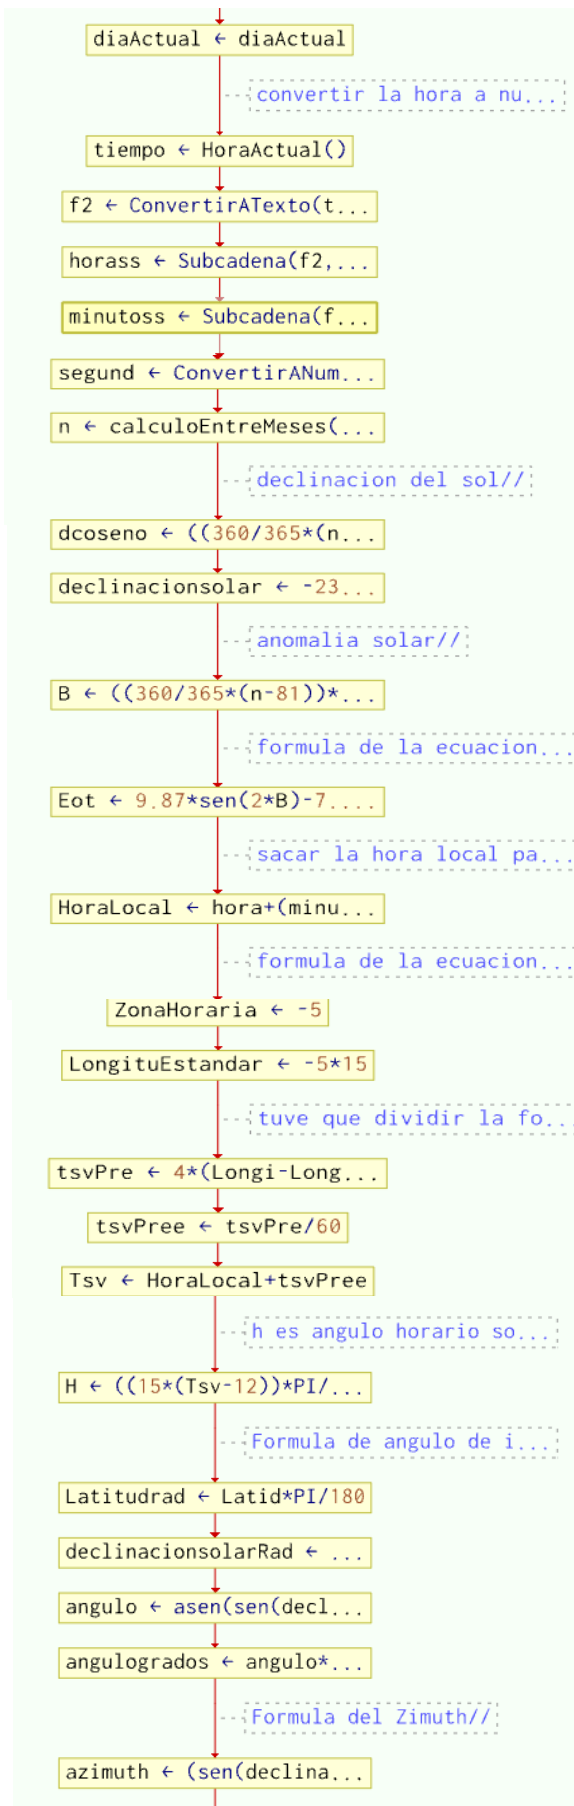 diaActual ← diaActual
convertir la hora a nu...
tiempo ← HoraActual()
f2 ← ConvertirATexto(t...
horass ← Subcadena(f2,...
minutoss ← Subcadena(f...
segund ← ConvertirANum...
n ← calculoEntreMeses(...
declinacion del sol//
dcoseno ← ((360/365*(n...
declinacionsolar ← -23...
anomalia solar//
B ← ((360/365*(n-81))*...
formula de la ecuacion...
Eot ← 9.87*sen(2*B)-7....
sacar la hora local pa...
HoraLocal ← hora+(minu...
formula de la ecuacion...
ZonaHoraria ← -5
LongituEstandar ← -5*15
tuve que dividir la fo...
tsvPre ← 4*(Longi-Long...
tsvPree ← tsvPre/60
Tsv ← HoraLocal+tsvPree
h es angulo horario so...
H ← ((15*(Tsv-12))*PI/...
Formula de angulo de i...
Latitudrad ← Latid*PI/180
declinacionsolarRad ← ...
angulo ← asen(sen(decl...
angulogrados ← angulo*...
Formula del Zimuth//
azimuth ← (sen(declina...